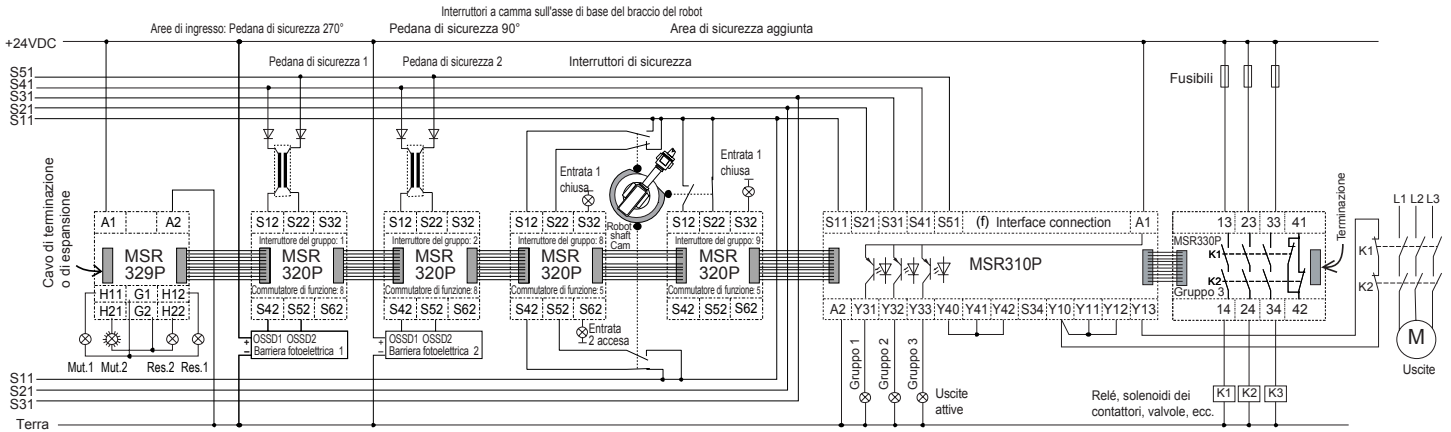 Interruttori a camma sull'asse di base del braccio del robot
Aree di ingresso: Pedana di sicurezza 270°
Pedana di sicurezza 90°
Area di sicurezza aggiunta
+24VDC
Pedana di sicurezza 1
Pedana di sicurezza 2
Interruttori di sicurezza
Fusibili
S51
S41
S31
S21
S11
Cavo di terminazione
o di espansione
A1 A2
MSR
329P
H11 G1 H12
H21 G2 H22
Mut.1 Mut.2 Res.2 Res.1
S12 S22 S32
Interruttore del gruppo: 1
MSR
320P
Commutatore di funzione: 8
S42 S52 S62
+ OSSD1 OSSD2
– Barriera fotoelettrica 1
S12 S22 S32
Interruttore del gruppo: 2
MSR
320P
Commutatore di funzione: 8
S42 S52 S62
+ OSSD1 OSSD2
– Barriera fotoelettrica 2
Entrata 1
chiusa
S12 S22 S32
Interruttore del gruppo: 8
MSR
320P
Commutatore di funzione: 5
S42 S52 S62
Entrata
2 accesa
Robot
shaft
Cam
Entrata 1
chiusa
S12 S22 S32
Interruttore del gruppo: 9
MSR
320P
Commutatore di funzione: 5
S42 S52 S62
S11 S21 S31 S41 S51 (f) Interface connection A1
MSR310P
A2 Y31 Y32 Y33 Y40 Y41 Y42 S34 Y10 Y11 Y12 Y13
Gruppo 1
Gruppo 2
Gruppo 3
Uscite
attive
13 23 33 41
MSR330P
K1
K2
Gruppo 3
14 24 34 42
Terminazione
L1 L2 L3
K1
K2
M
Uscite
Relé, solenoidi dei
contattori, valvole, ecc.
K1 K2 K3
S11
S21
S31
Terra